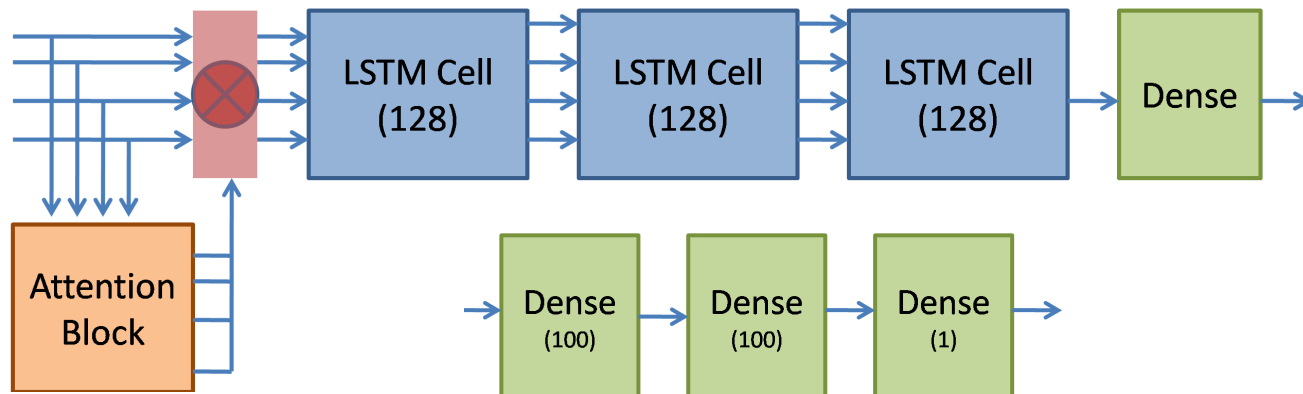 LSTM Cell
(128)
LSTM Cell
(128)
LSTM Cell
(128)
Dense
Attention
Block
Dense
(100)
Dense
(100)
Dense
(1)